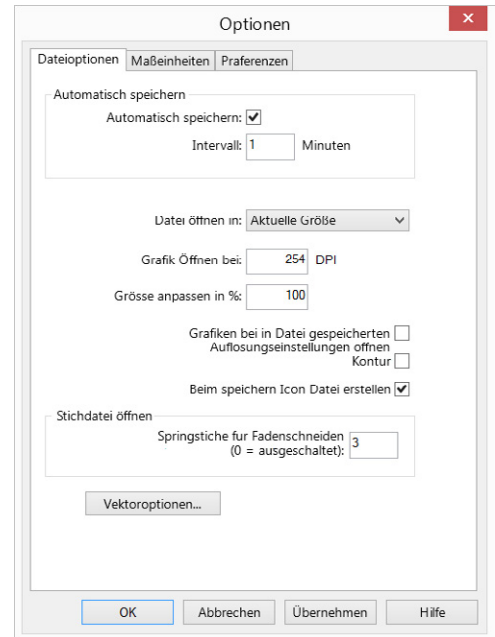 Optionen
Dateioptionen Maßeinheiten Praferenzen
Automatisch speichern
Automatisch speichern:
Intervall: 1 Minuten
Datei öffnen in: Aktuelle Größe
Grafik Öffnen bei: 254 DPI
Grösse anpassen in %: 100
Grafiken bei in Datei gespeicherten
Auflosungseinstellungen offnen
Kontur
Beim speichern Icon Datei erstellen
Stichdatei öffnen
Springstiche fur Fadenschneiden
(0 = ausgeschaltet): 3
Vektoroptionen...
OK Abbrechen Übernehmen Hilfe